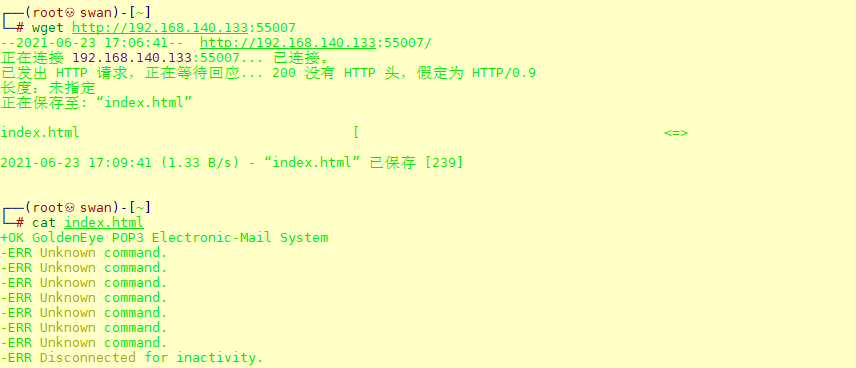 ┌──(root💀swan)-[~]
└─# wget http://192.168.140.133:55007
--2021-06-23 17:06:41--  http://192.168.140.133:55007/
正在连接 192.168.140.133:55007... 已连接。
已发出 HTTP 请求，正在等待回应... 200 没有 HTTP 头，假定为 HTTP/0.9
长度：未指定
正在保存至: “index.html”
index.html [ <=>
2021-06-23 17:09:41 (1.33 B/s) - “index.html” 已保存 [239]
┌──(root💀swan)-[~]
└─# cat index.html
+OK GoldenEye POP3 Electronic-Mail System
-ERR Unknown command.
-ERR Unknown command.
-ERR Unknown command.
-ERR Unknown command.
-ERR Unknown command.
-ERR Unknown command.
-ERR Unknown command.
-ERR Disconnected for inactivity.